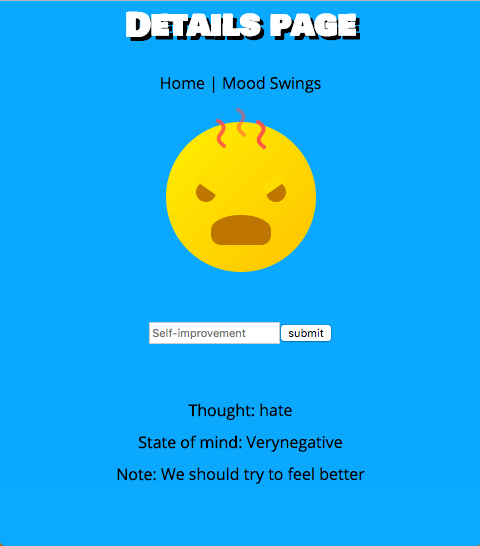 Details page
Home | Mood Swings
Self-improvement submit
Thought: hate
State of mind: Verynegative
Note: We should try to feel better